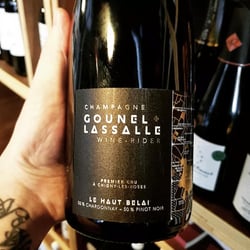 CHAMPAGNE
GOUNEL +
LASSALLE
WINE-RIDER
PREMIER CRU
À CHIGNY-LES-ROSES
LE HAUT BELAI
50% CHARDONNAY - 50% PINOT NOIR